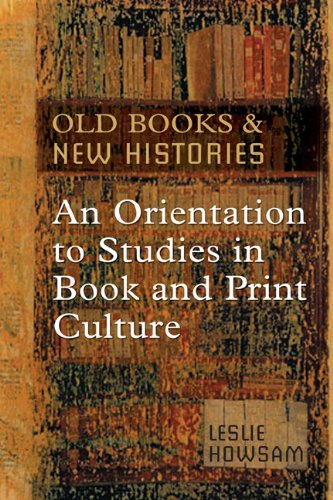 OLD BOOKS &
NEW HISTORIES
An Orientation
to Studies in
Book and Print
Culture
LESLIE
HOWSAM